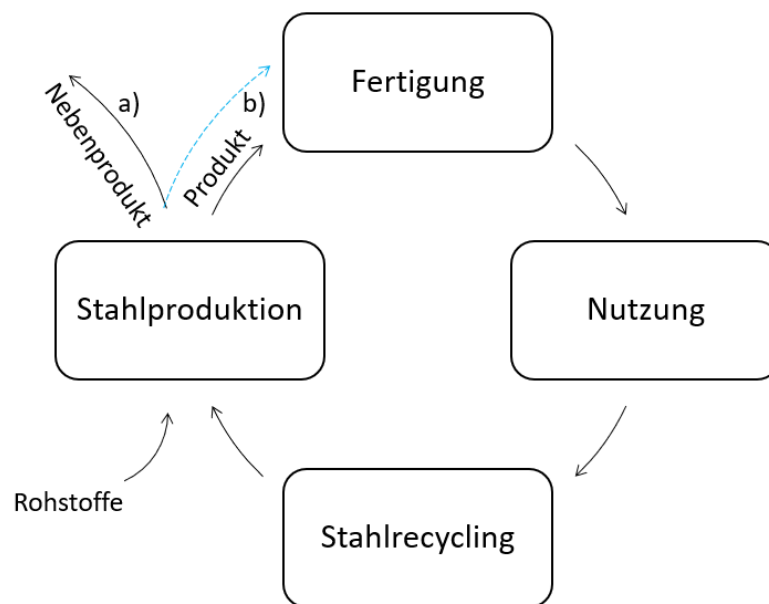 Fertigung
a)
b)
Nebenprodukt
Produkt
Stahlproduktion
Nutzung
Rohstoffe
Stahlrecycling